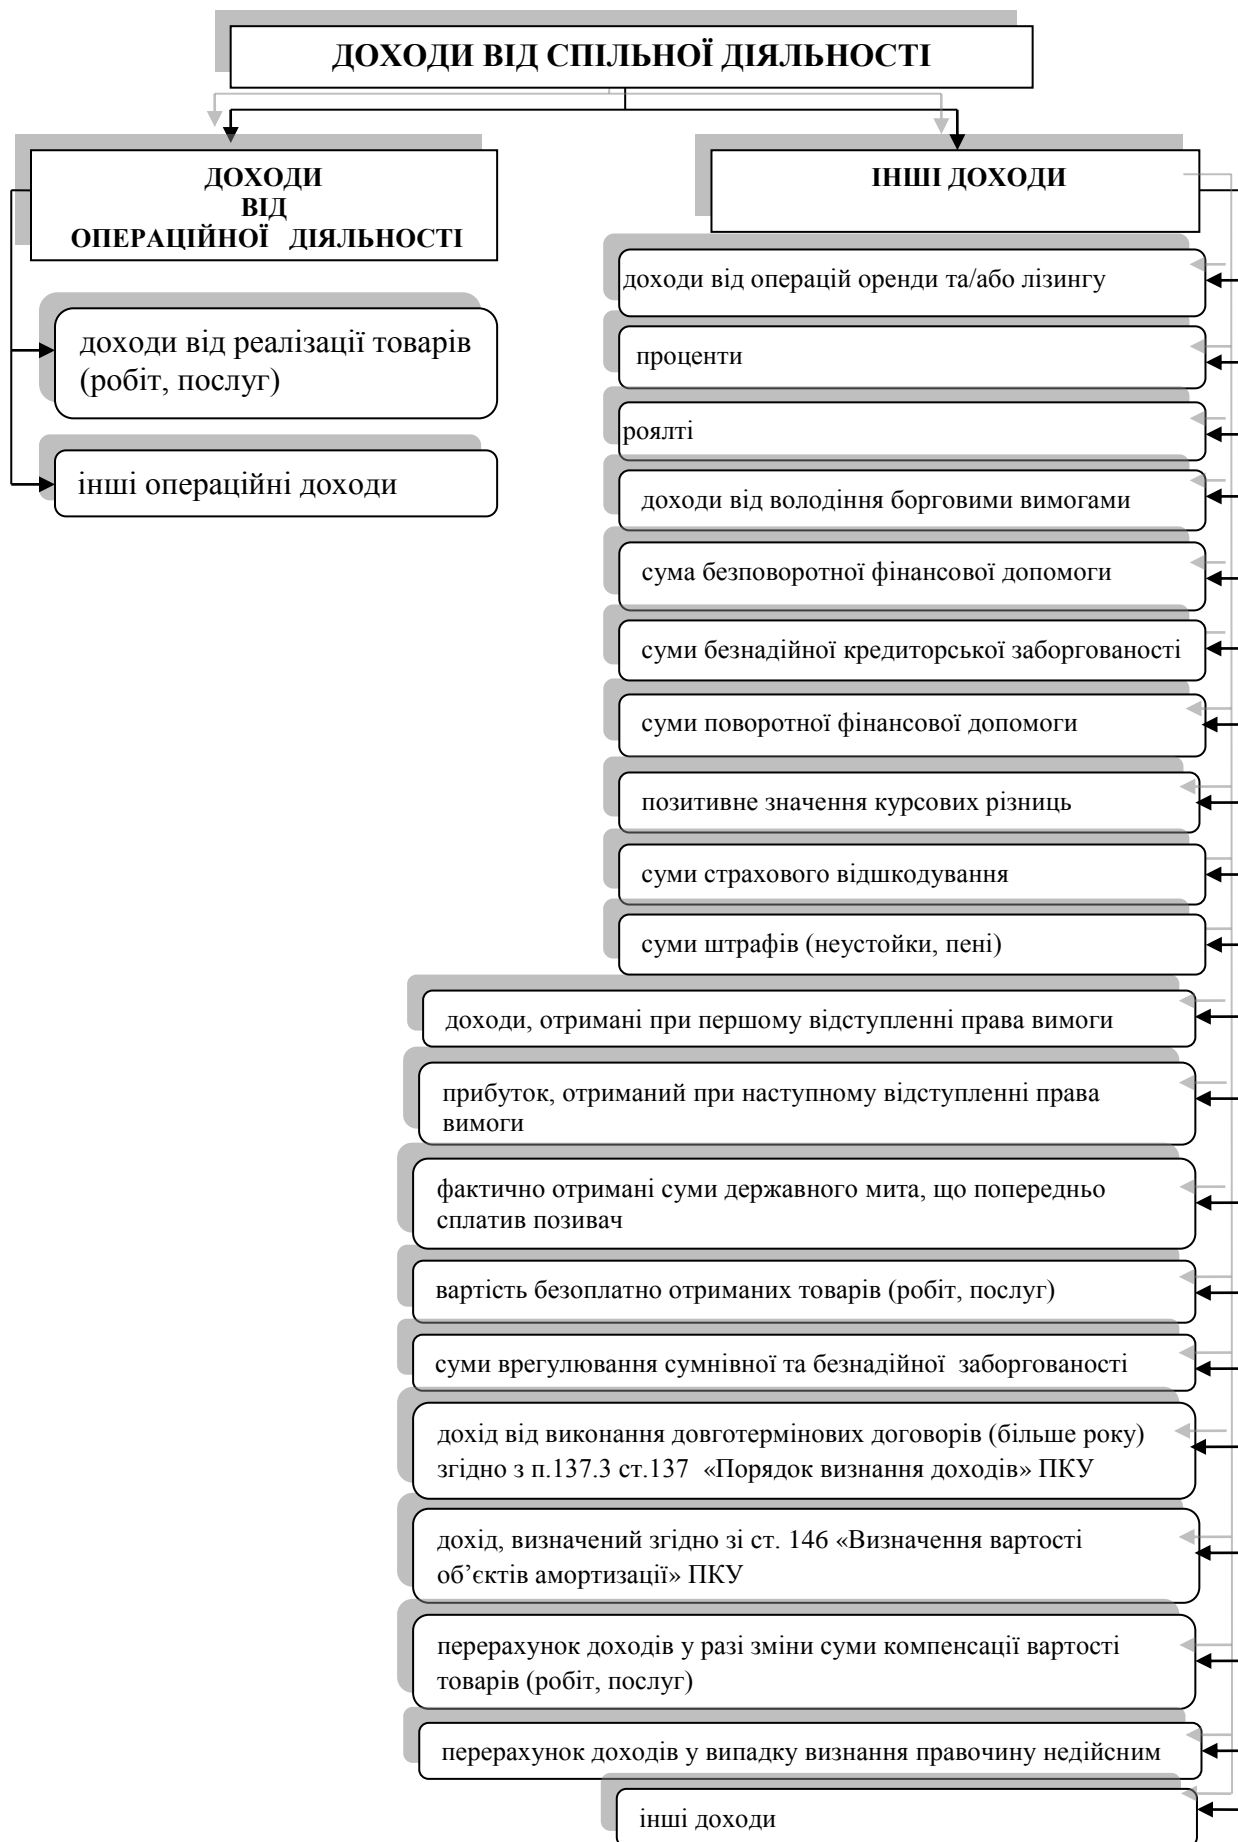 ДОХОДИ ВІД СПІЛЬНОЇ ДІЯЛЬНОСТІ
ДОХОДИ
ВІД
ОПЕРАЦІЙНОЇ ДІЯЛЬНОСТІ
доходи від реалізації товарів
(робіт, послуг)
інші операційні доходи
ІНШІ ДОХОДИ
доходи від операцій оренди та/або лізингу
проценти
роялті
доходи від володіння борговими вимогами
сума безповоротної фінансової допомоги
суми безнадійної кредиторської заборгованості
суми поворотної фінансової допомоги
позитивне значення курсових різниць
суми страхового відшкодування
суми штрафів (неустойки, пені)
доходи, отримані при першому відступленні права вимоги
прибуток, отриманий при наступному відступленні права
вимоги
фактично отримані суми державного мита, що попередньо
сплатив позивач
вартість безоплатно отриманих товарів (робіт, послуг)
суми врегулювання сумнівної та безнадійної заборгованості
дохід від виконання довготермінових договорів (більше року)
згідно з п.137.3 ст.137 «Порядок визнання доходів» ПКУ
дохід, визначений згідно зі ст. 146 «Визначення вартості
об’єктів амортизації» ПКУ
перерахунок доходів у разі зміни суми компенсації вартості
товарів (робіт, послуг)
перерахунок доходів у випадку визнання правочину недійсним
інші доходи